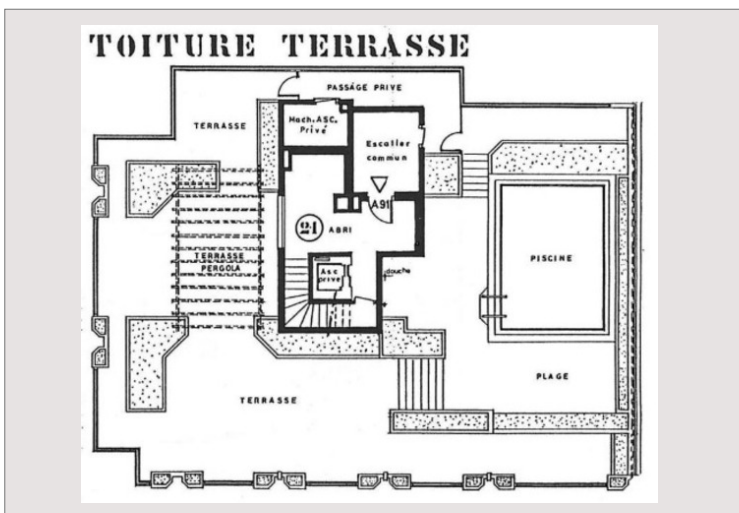 TOITURE TERRASSE
PASSAGE PRIVE
TERRASSE
Mach. ASC.
Privé
Escalier
commun
A91
21
ABRI
TERRASSE
PERGOLA
Asc
privé
douche
PISCINE
PLAGE
TERRASSE